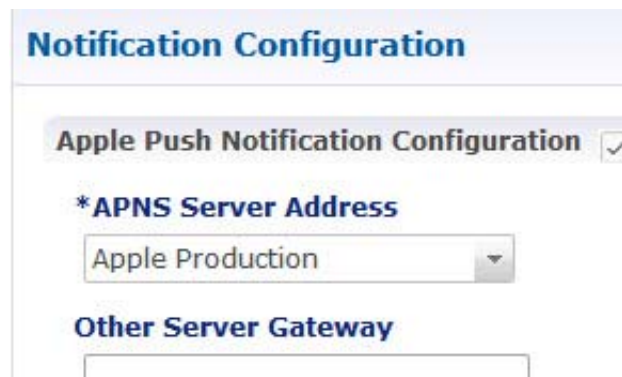 Notification Configuration
Apple Push Notification Configuration
*APNS Server Address
Apple Production
Other Server Gateway